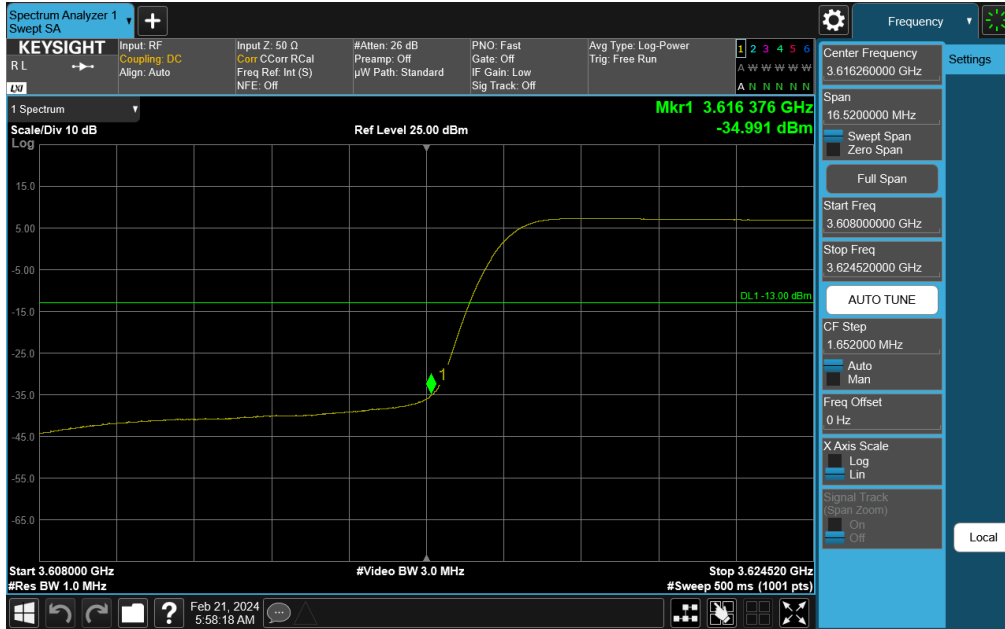 Spectrum Analyzer 1
Swept SA
KEYSIGHT
R L
LXI
Input: RF
Coupling: DC
Align: Auto
Input Z: 50 Ω
Corr CCorr RCal
Freq Ref: Int (S)
NFE: Off
#Atten: 26 dB
Preamp: Off
µW Path: Standard
PNO: Fast
Gate: Off
IF Gain: Low
Sig Track: Off
Avg Type: Log-Power
Trig: Free Run
1 2 3 4 5 6
A W W W W W
A N N N N N
1 Spectrum
Scale/Div 10 dB
Log
Ref Level 25.00 dBm
Mkr1 3.616 376 GHz
-34.991 dBm
15.0
5.00
-5.00
-15.0
-25.0
-35.0
-45.0
-55.0
-65.0
DL1 -13.00 dBm
1
Start 3.608000 GHz
#Res BW 1.0 MHz
#Video BW 3.0 MHz
Stop 3.624520 GHz
#Sweep 500 ms (1001 pts)
?
Feb 21, 2024
5:58:18 AM
Frequency
Settings
Center Frequency
3.616260000 GHz
Span
16.5200000 MHz
Swept Span
Zero Span
Full Span
Start Freq
3.608000000 GHz
Stop Freq
3.624520000 GHz
AUTO TUNE
CF Step
1.652000 MHz
Auto
Man
Freq Offset
0 Hz
X Axis Scale
Log
Lin
Signal Track
(Span Zoom)
On
Off
Local